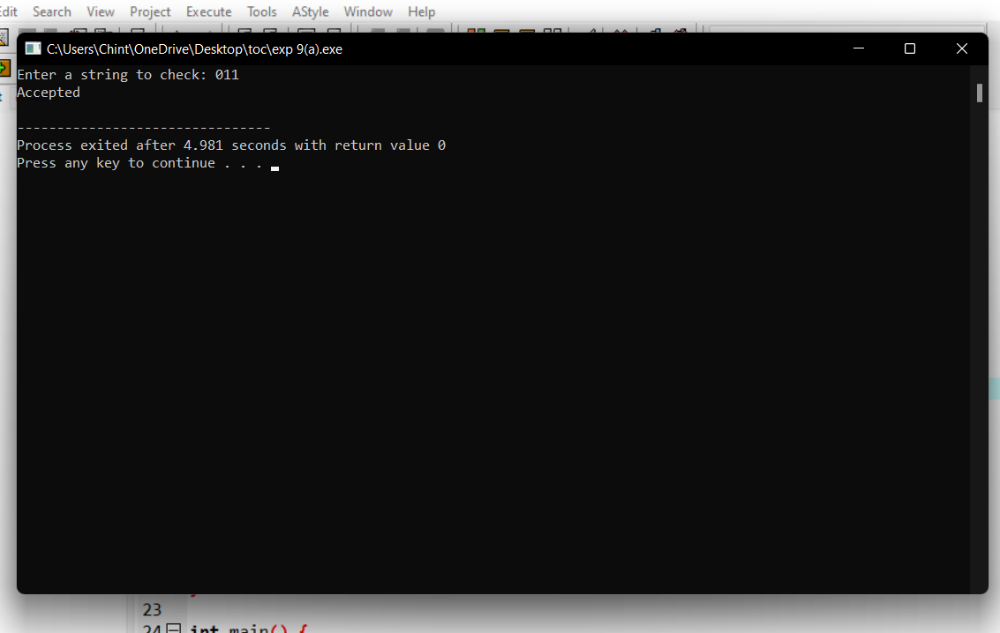 Search View Project Execute Tools AStyle Window Help
C:\Users\Chint\OneDrive\Desktop\toc\exp 9(a).exe
Enter a string to check: 011
Accepted
--------------------------------
Process exited after 4.981 seconds with return value 0
Press any key to continue . . .
23
24 int main() {